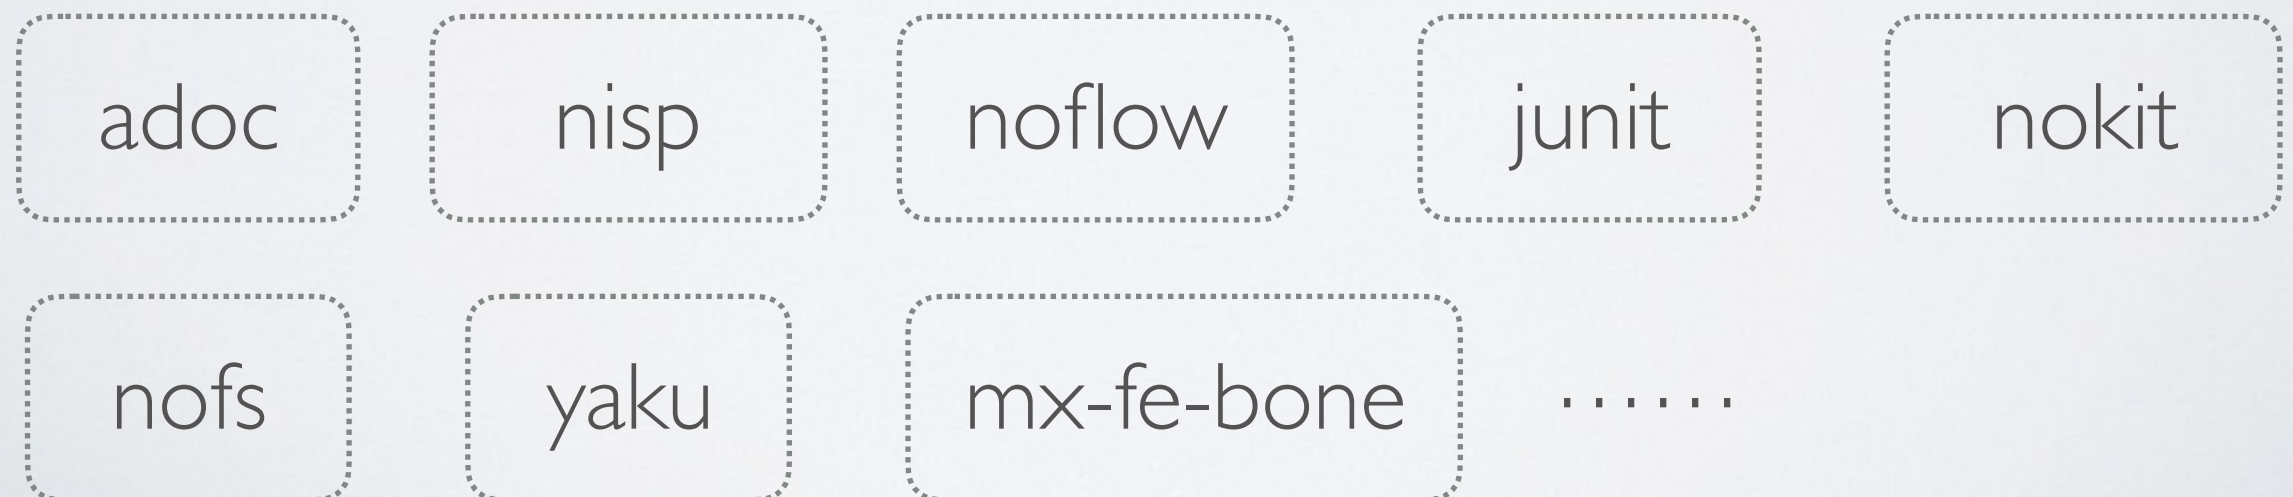 adoc nisp noflow junit nokit
nofs yaku mx-fe-bone ······